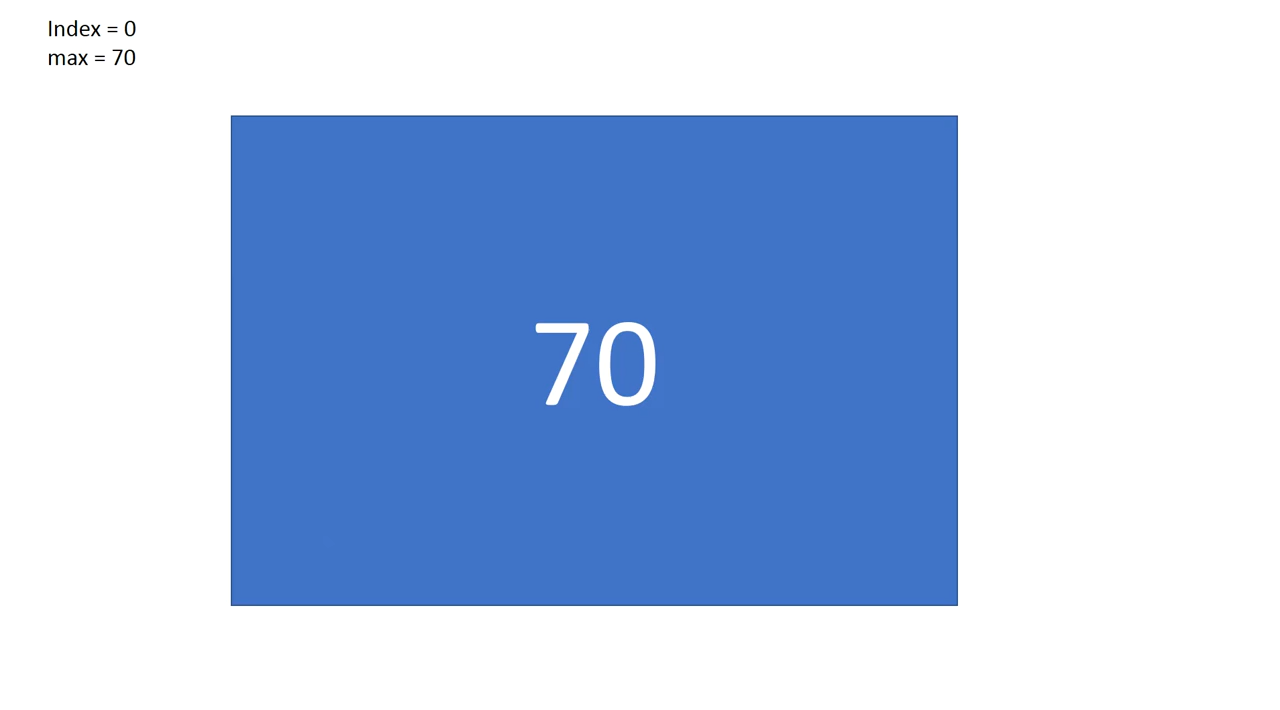 Index = 0
max = 70
70